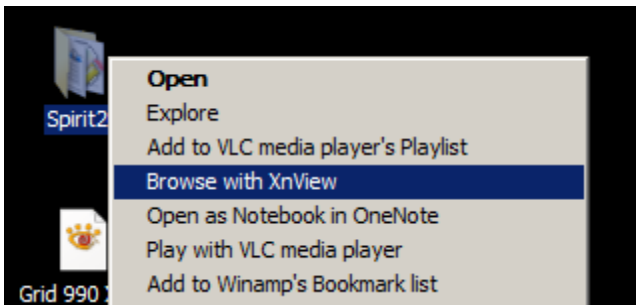 Open
Spirit2
Explore
Add to VLC media player's Playlist
Browse with XnView
Open as Notebook in OneNote
Play with VLC media player
Add to Winamp's Bookmark list
Grid 990